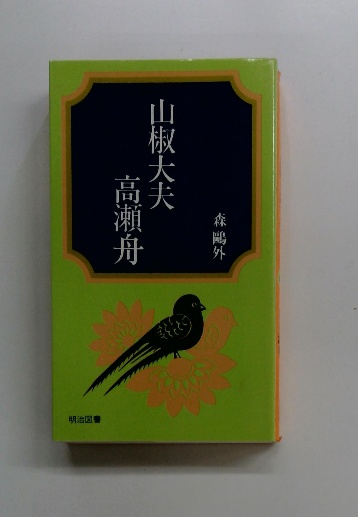 山椒大夫
高瀬舟
森 鷗外
明治図書